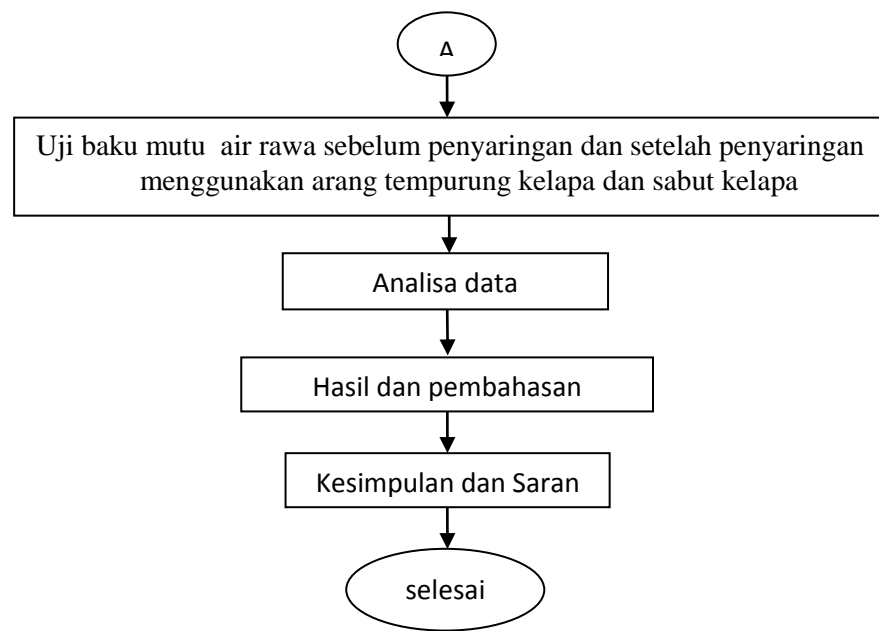 A
Uji baku mutu air rawa sebelum penyaringan dan setelah penyaringan
menggunakan arang tempurung kelapa dan sabut kelapa
Analisa data
Hasil dan pembahasan
Kesimpulan dan Saran
selesai